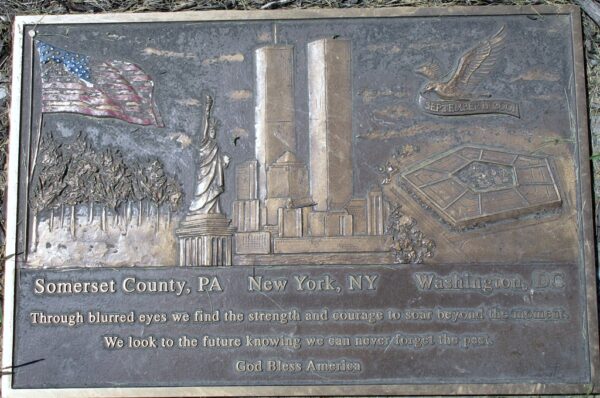 SEPTEMBER 11, 2001
Somerset County, PA New York, NY Washington, DC
Through blurred eyes we find the strength and courage to soar beyond the moment.
We look to the future knowing we can never forget the past.
God Bless America